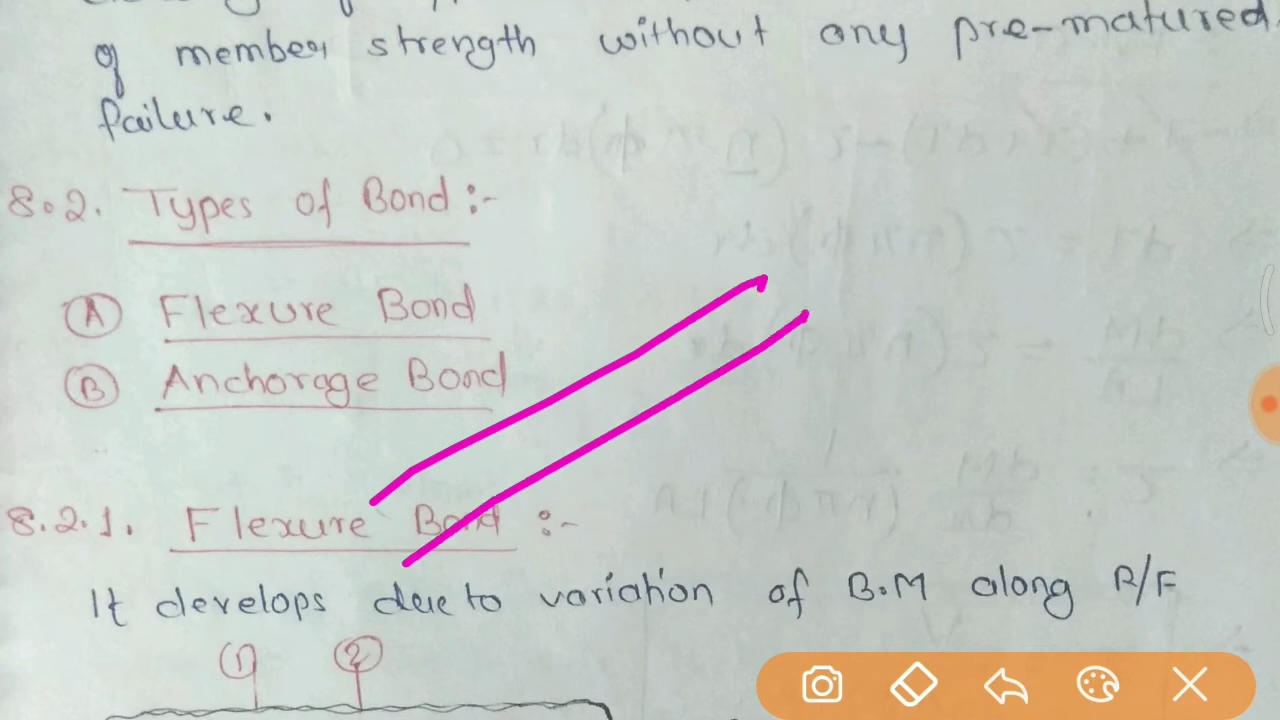 of member strength without any pre-matured
failure.
8.2. Types of Bond :-
(A) Flexure Bond
(B) Anchorage Bond
8.2.1. Flexure Bond :-
It develops due to variation of B.M along R/F
(1) (2)